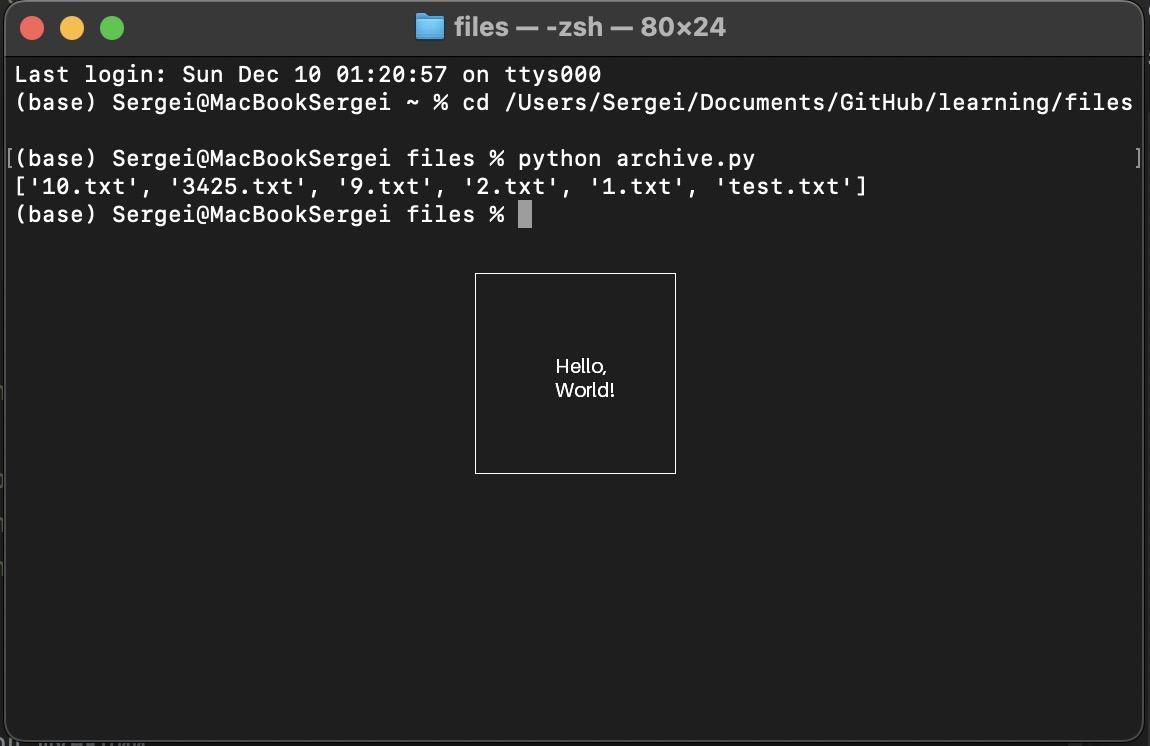 files — -zsh — 80×24
Last login: Sun Dec 10 01:20:57 on ttys000
(base) Sergei@MacBookSergei ~ % cd /Users/Sergei/Documents/GitHub/learning/files
[(base) Sergei@MacBookSergei files % python archive.py ]
['10.txt', '3425.txt', '9.txt', '2.txt', '1.txt', 'test.txt']
(base) Sergei@MacBookSergei files %
Hello,
World!